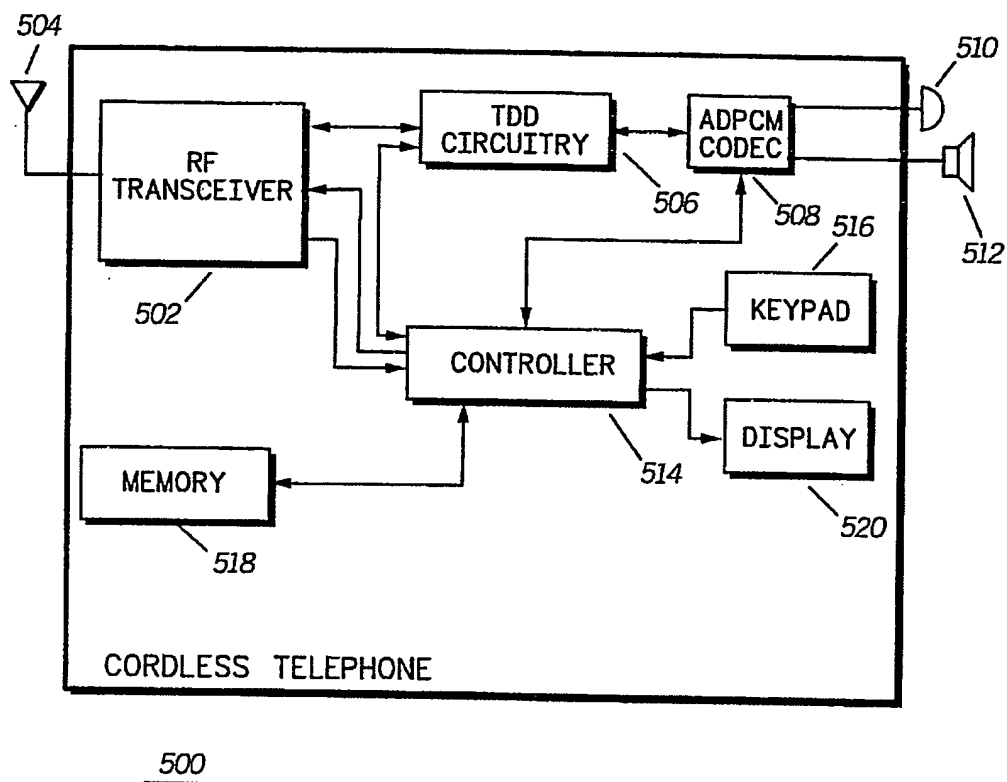 504
510
RF
TRANSCEIVER
TDD
CIRCUITRY
ADPCM
CODEC
506
508
512
502
516
KEYPAD
CONTROLLER
514
DISPLAY
520
MEMORY
518
CORDLESS TELEPHONE
500